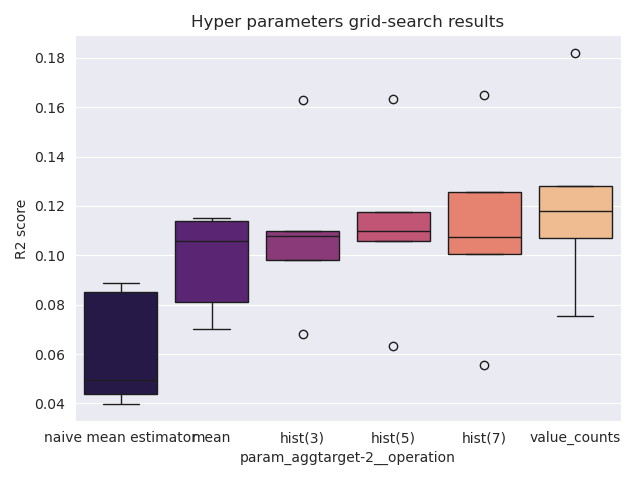 Hyper parameters grid-search results
R2 score
0.18
0.16
0.14
0.12
0.10
0.08
0.06
0.04
naive mean estimator mean hist(3) hist(5) hist(7) value_counts
param_aggtarget-2__operation